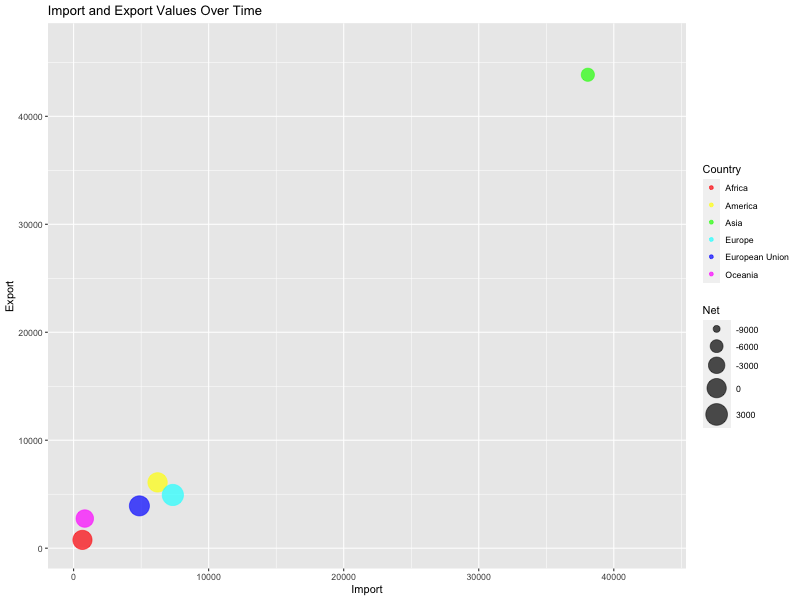 Import and Export Values Over Time
Export
40000
30000
20000
10000
0
0 10000 20000 30000 40000
Import
Country
Africa
America
Asia
Europe
European Union
Oceania
Net
-9000
-6000
-3000
0
3000